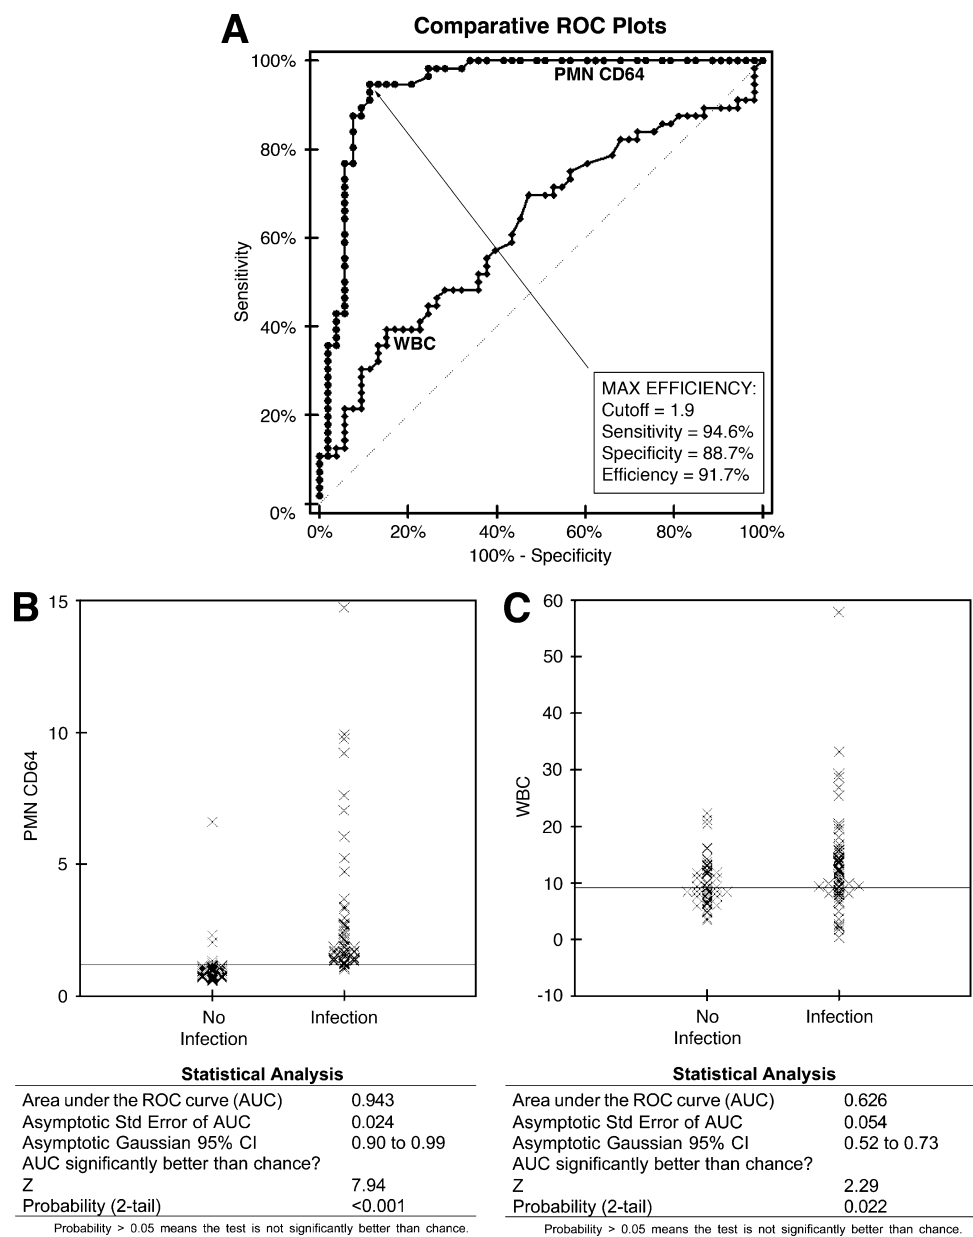 A
Comparative ROC Plots
100%
80%
60%
40%
20%
0%
Sensitivity
PMN CD64
WBC
MAX EFFICIENCY:
Cutoff = 1.9
Sensitivity = 94.6%
Specificity = 88.7%
Efficiency = 91.7%
0% 20% 40% 60% 80% 100%
100% - Specificity
B
15
10
5
0
PMN CD64
No Infection
Infection
Statistical Analysis
Area under the ROC curve (AUC) 0.943
Asymptotic Std Error of AUC 0.024
Asymptotic Gaussian 95% CI 0.90 to 0.99
AUC significantly better than chance?
Z 7.94
Probability (2-tail) <0.001
Probability > 0.05 means the test is not significantly better than chance.
C
60
50
40
30
20
10
0
-10
WBC
No Infection
Infection
Statistical Analysis
Area under the ROC curve (AUC) 0.626
Asymptotic Std Error of AUC 0.054
Asymptotic Gaussian 95% CI 0.52 to 0.73
AUC significantly better than chance?
Z 2.29
Probability (2-tail) 0.022
Probability > 0.05 means the test is not significantly better than chance.